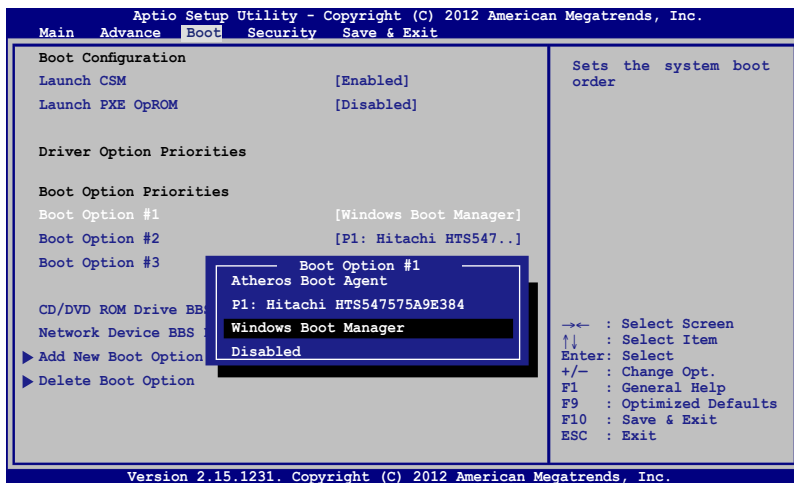 Aptio Setup Utility - Copyright (C) 2012 American Megatrends, Inc.
Main Advance Boot Security Save & Exit
Boot Configuration
Launch CSM [Enabled]
Launch PXE OpROM [Disabled]
Driver Option Priorities
Boot Option Priorities
Boot Option #1 [Windows Boot Manager]
Boot Option #2 [P1: Hitachi HTS547..]
Boot Option #3
CD/DVD ROM Drive BBS
Network Device BBS
Add New Boot Option
Delete Boot Option
Boot Option #1
Atheros Boot Agent
P1: Hitachi HTS547575A9E384
Windows Boot Manager
Disabled
Sets the system boot
order
→← : Select Screen
↑↓ : Select Item
Enter: Select
+/— : Change Opt.
F1 : General Help
F9 : Optimized Defaults
F10 : Save & Exit
ESC : Exit
Version 2.15.1231. Copyright (C) 2012 American Megatrends, Inc.